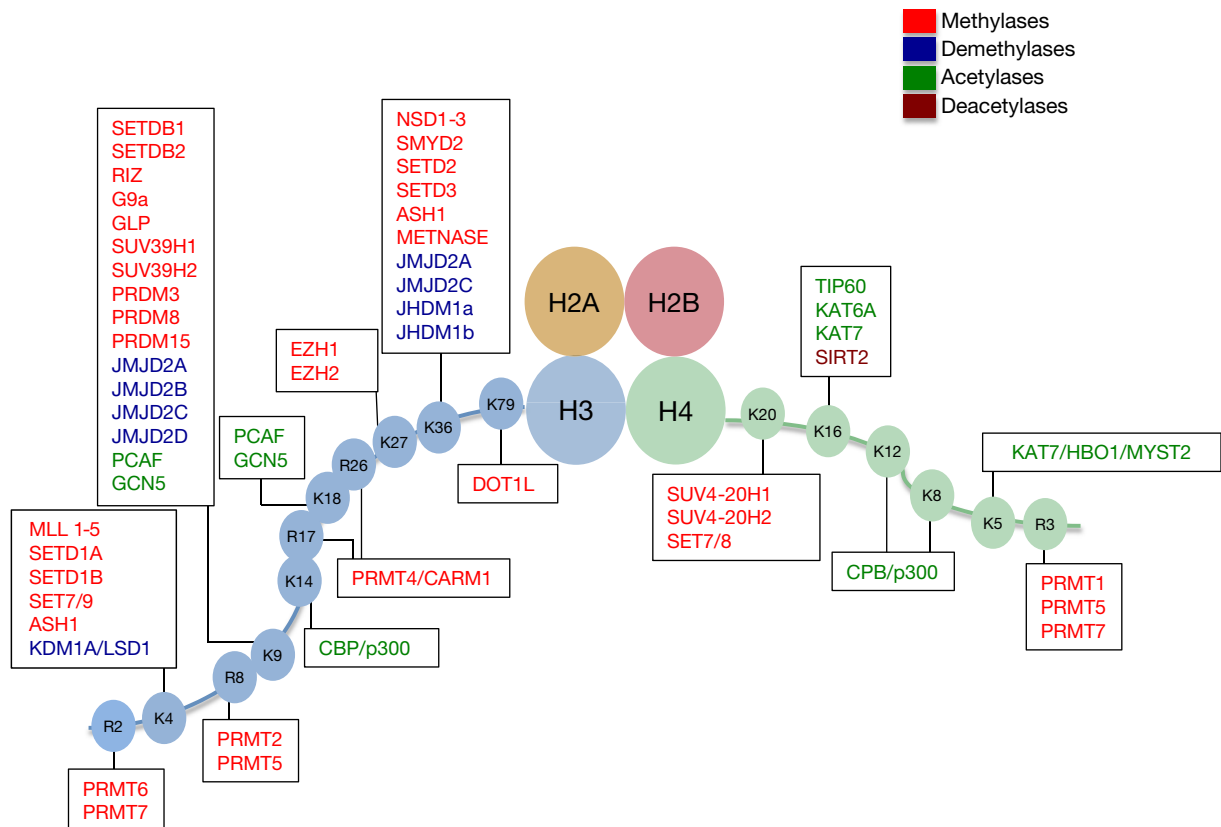 Methylases
Demethylases
Acetylases
Deacetylases
SETDB1
SETDB2
RIZ
G9a
GLP
SUV39H1
SUV39H2
PRDM3
PRDM8
PRDM15
JMJD2A
JMJD2B
JMJD2C
JMJD2D
PCAF
GCN5
NSD1-3
SMYD2
SETD2
SETD3
ASH1
METNASE
JMJD2A
JMJD2C
JHDM1a
JHDM1b
EZH1
EZH2
PCAF
GCN5
H2A
H2B
H3
H4
TIP60
KAT6A
KAT7
SIRT2
KAT7/HBO1/MYST2
K79
K36
K27
R26
K18
R17
K14
K9
R8
K4
R2
K20
K16
K12
K8
K5
R3
DOT1L
SUV4-20H1
SUV4-20H2
SET7/8
CPB/p300
PRMT1
PRMT5
PRMT7
PRMT4/CARM1
CBP/p300
MLL 1-5
SETD1A
SETD1B
SET7/9
ASH1
KDM1A/LSD1
PRMT2
PRMT5
PRMT6
PRMT7